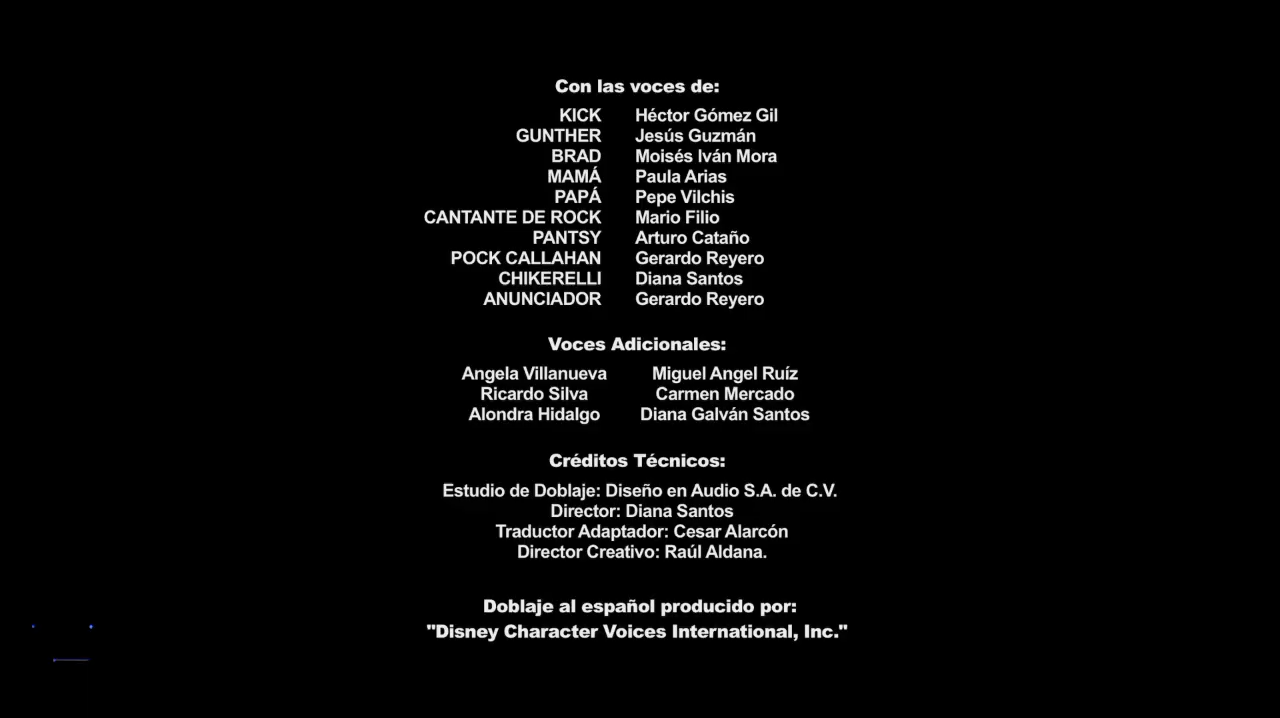 Con las voces de:
KICK Héctor Gómez Gil
GUNTHER Jesús Guzmán
BRAD Moisés Iván Mora
MAMÁ Paula Arias
PAPÁ Pepe Vilchis
CANTANTE DE ROCK Mario Filio
PANTSY Arturo Cataño
POCK CALLAHAN Gerardo Reyero
CHIKERELLI Diana Santos
ANUNCIADOR Gerardo Reyero
Voces Adicionales:
Angela Villanueva Miguel Angel Ruíz
Ricardo Silva Carmen Mercado
Alondra Hidalgo Diana Galván Santos
Créditos Técnicos:
Estudio de Doblaje: Diseño en Audio S.A. de C.V.
Director: Diana Santos
Traductor Adaptador: Cesar Alarcón
Director Creativo: Raúl Aldana.
Doblaje al español producido por:
"Disney Character Voices International, Inc."